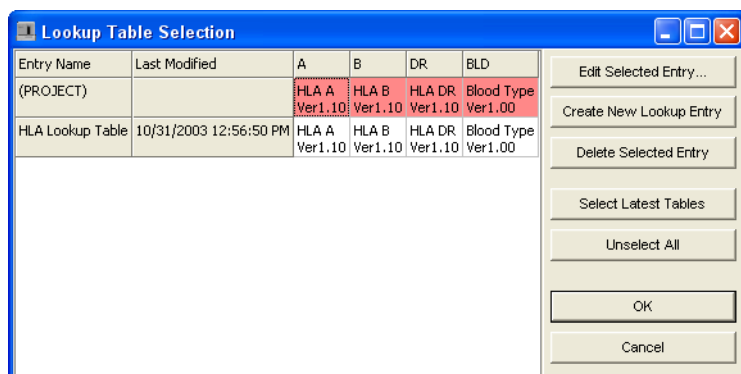 Lookup Table Selection
Entry Name Last Modified A B DR BLD
(PROJECT) HLA A HLA B HLA DR Blood Type
Ver1.10 Ver1.10 Ver1.10 Ver1.00
HLA Lookup Table 10/31/2003 12:56:50 PM HLA A HLA B HLA DR Blood Type
Ver1.10 Ver1.10 Ver1.10 Ver1.00
Edit Selected Entry...
Create New Lookup Entry
Delete Selected Entry
Select Latest Tables
Unselect All
OK
Cancel